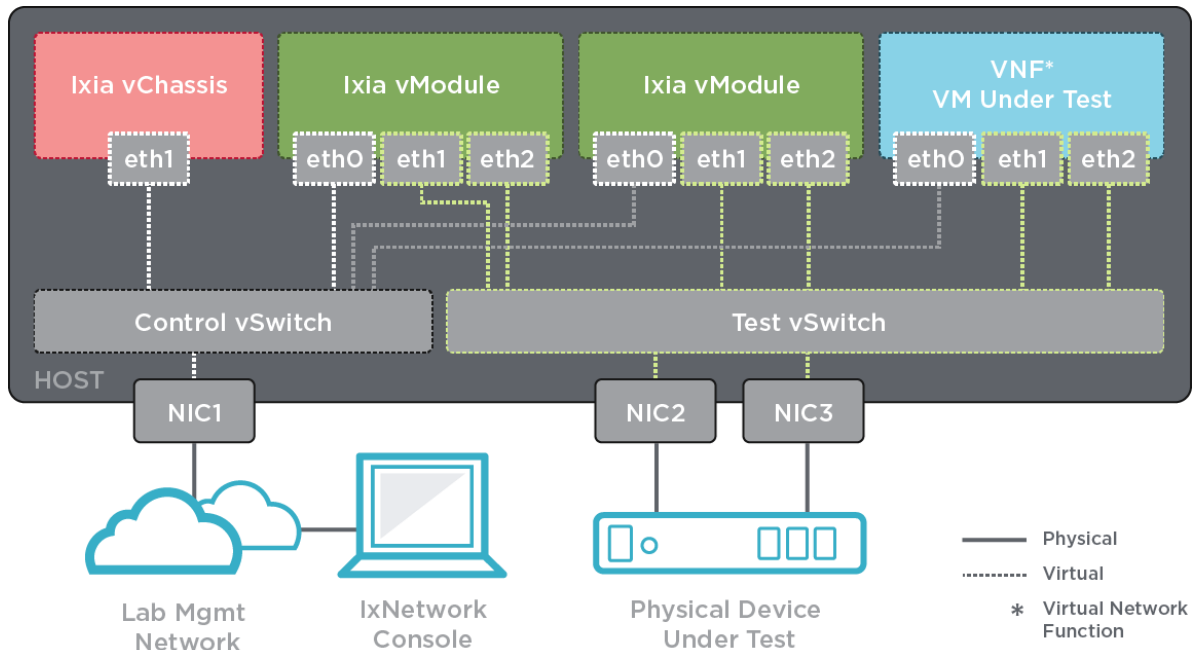 Ixia vChassis
Ixia vModule
Ixia vModule
VNF*
VM Under Test
eth1
eth0
eth1
eth2
eth0
eth1
eth2
eth0
eth1
eth2
Control vSwitch
Test vSwitch
HOST
NIC1
NIC2
NIC3
Lab Mgmt
Network
IxNetwork
Console
Physical Device
Under Test
Physical
Virtual
* Virtual Network
Function